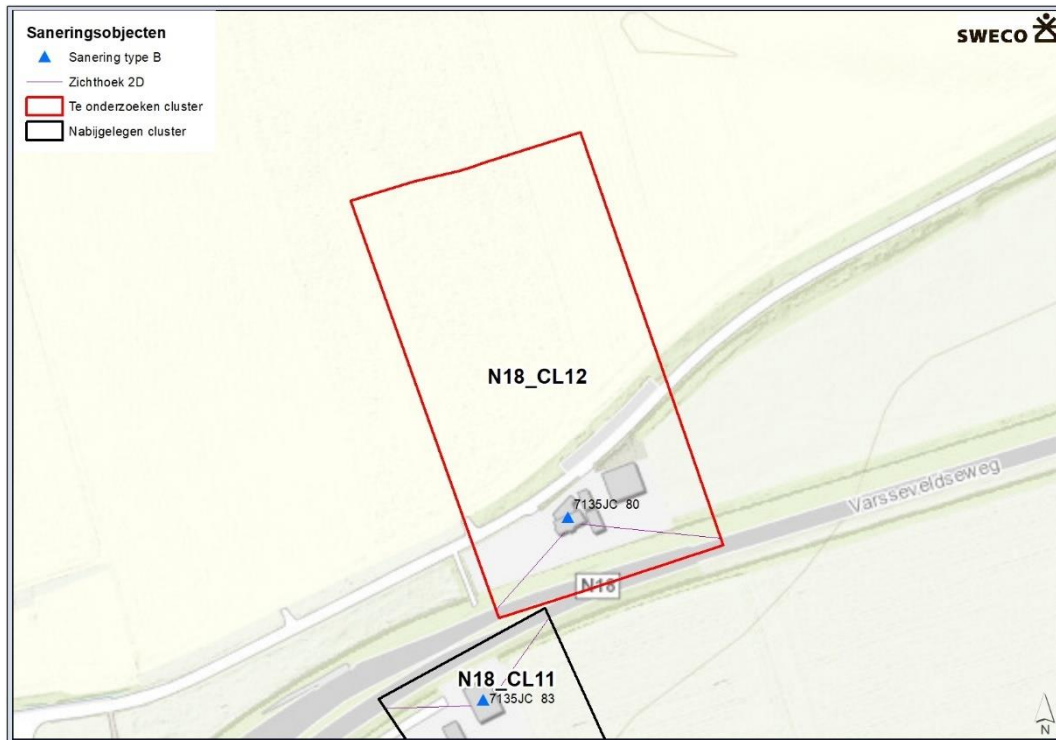 Saneringsobjecten
Sanering type B
Zichthoek 2D
Te onderzoeken cluster
Nabijgelegen cluster
SWECO
N18_CL12
7135JC 80
Varsseveldseweg
N18
N18_CL11
7135JC 83
N